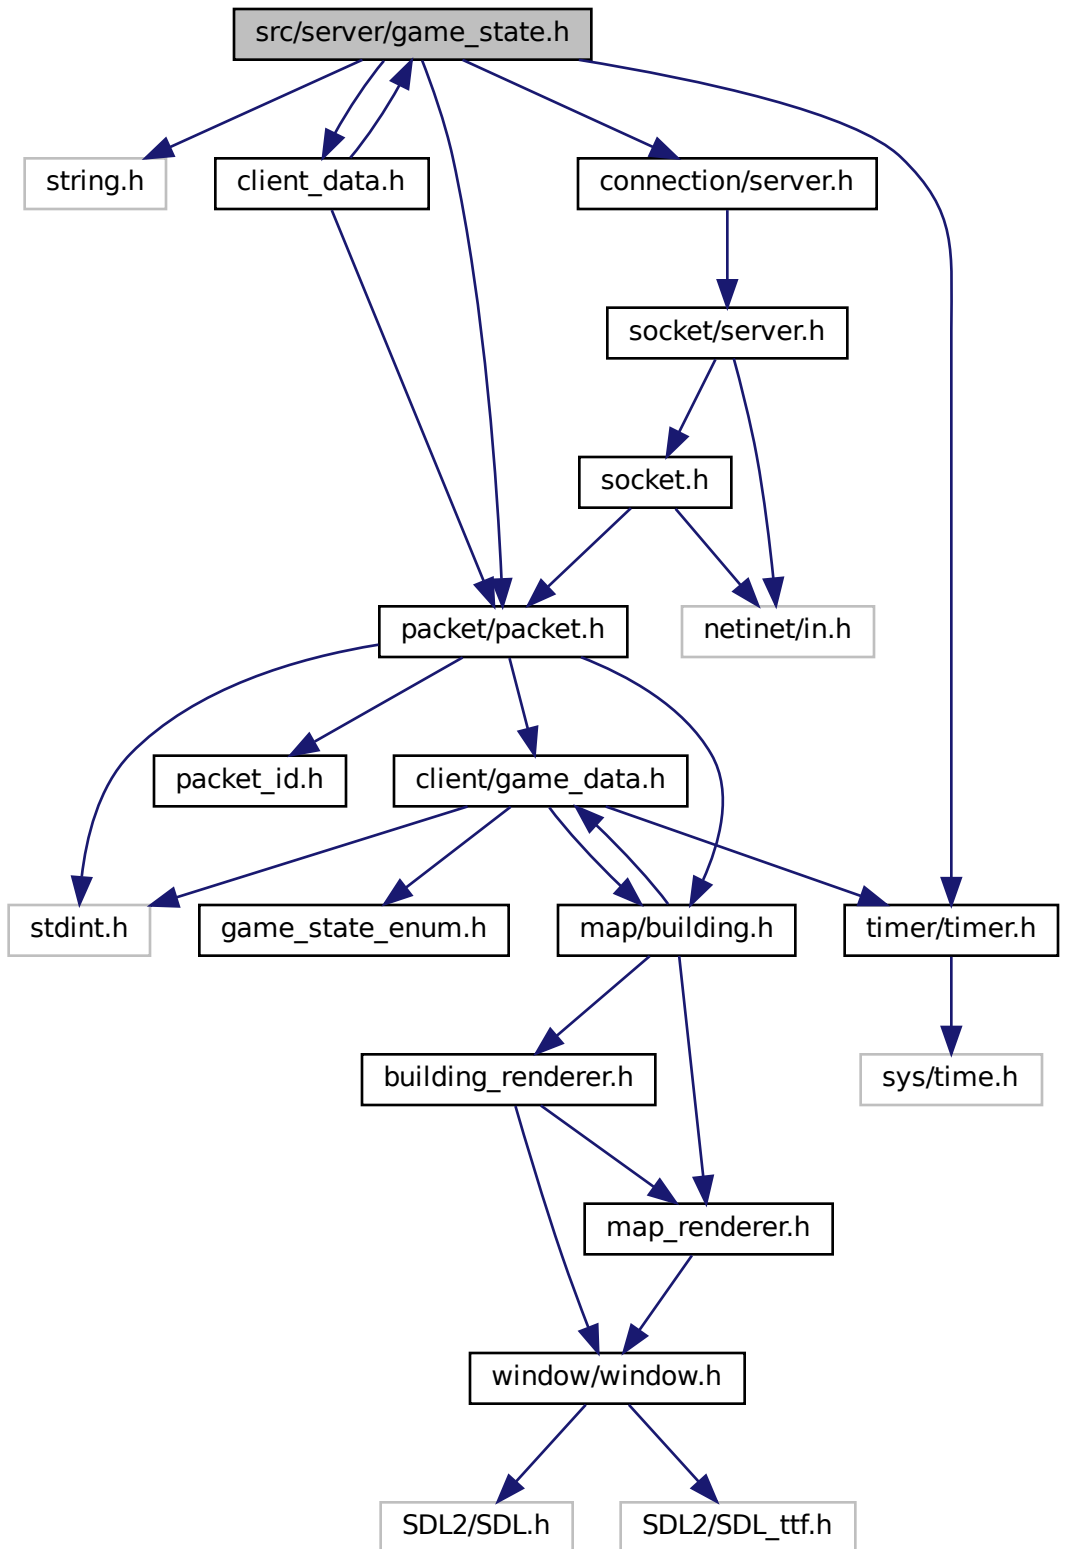 src/server/game_state.h
string.h
client_data.h
connection/server.h
socket/server.h
socket.h
packet/packet.h
netinet/in.h
packet_id.h
client/game_data.h
stdint.h
game_state_enum.h
map/building.h
timer/timer.h
building_renderer.h
sys/time.h
map_renderer.h
window/window.h
SDL2/SDL.h
SDL2/SDL_ttf.h